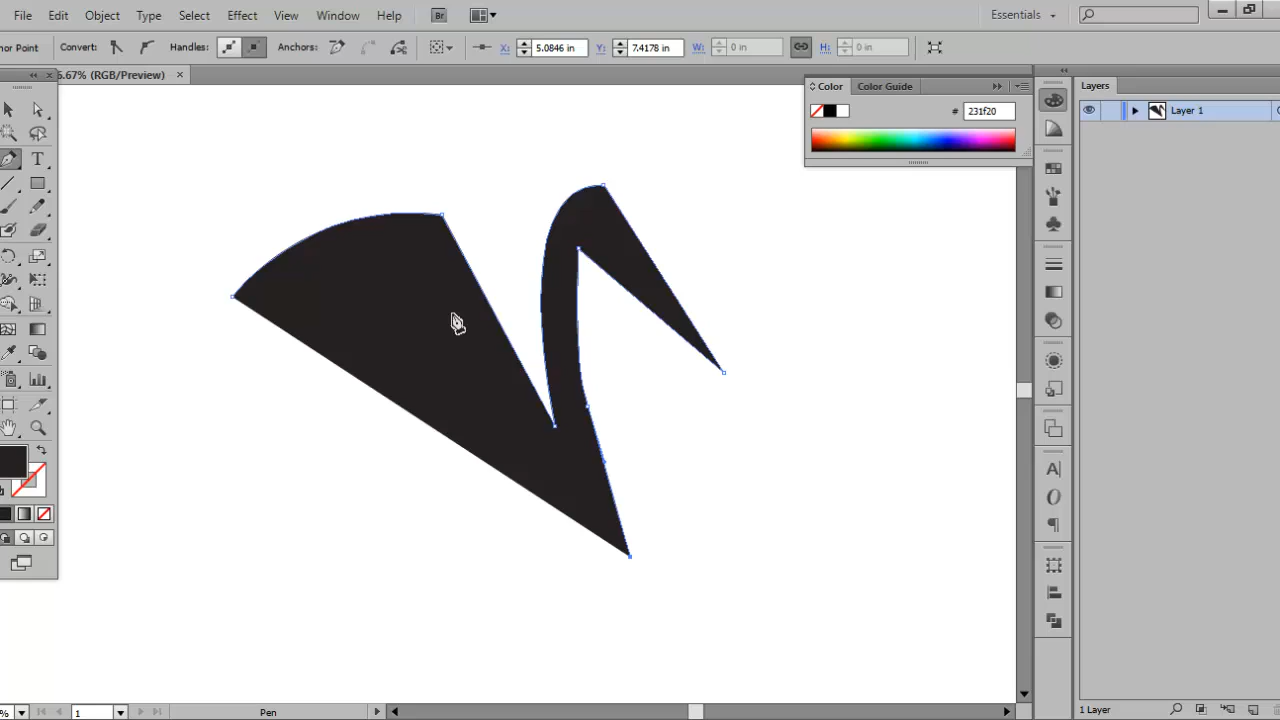 File Edit Object Type Select Effect View Window Help Br Essentials
nor Point Convert: Handles: Anchors: X: 5.0846 in Y: 7.4178 in W: 0 in H: 0 in
6.67% (RGB/Preview) ×
Color Color Guide
# 231f20
Layers
Layer 1
% 1 Pen
1 Layer